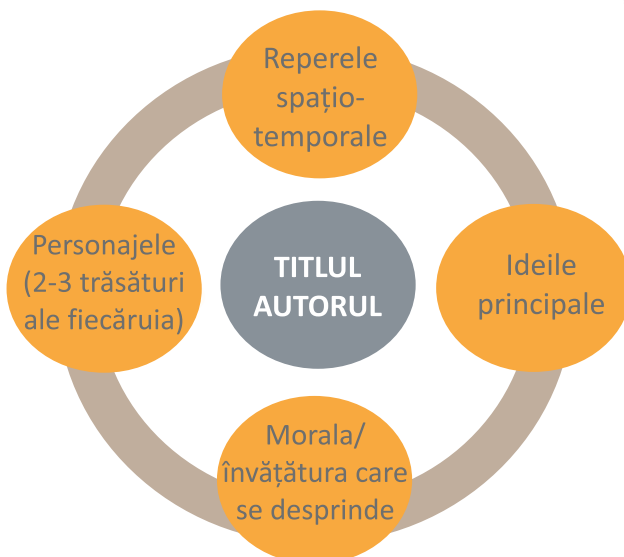 Reperele
spațio-
temporale
Personajele
(2-3 trăsături
ale fiecăruia)
TITLUL
AUTORUL
Ideile
principale
Morala/
învățătura care
se desprinde